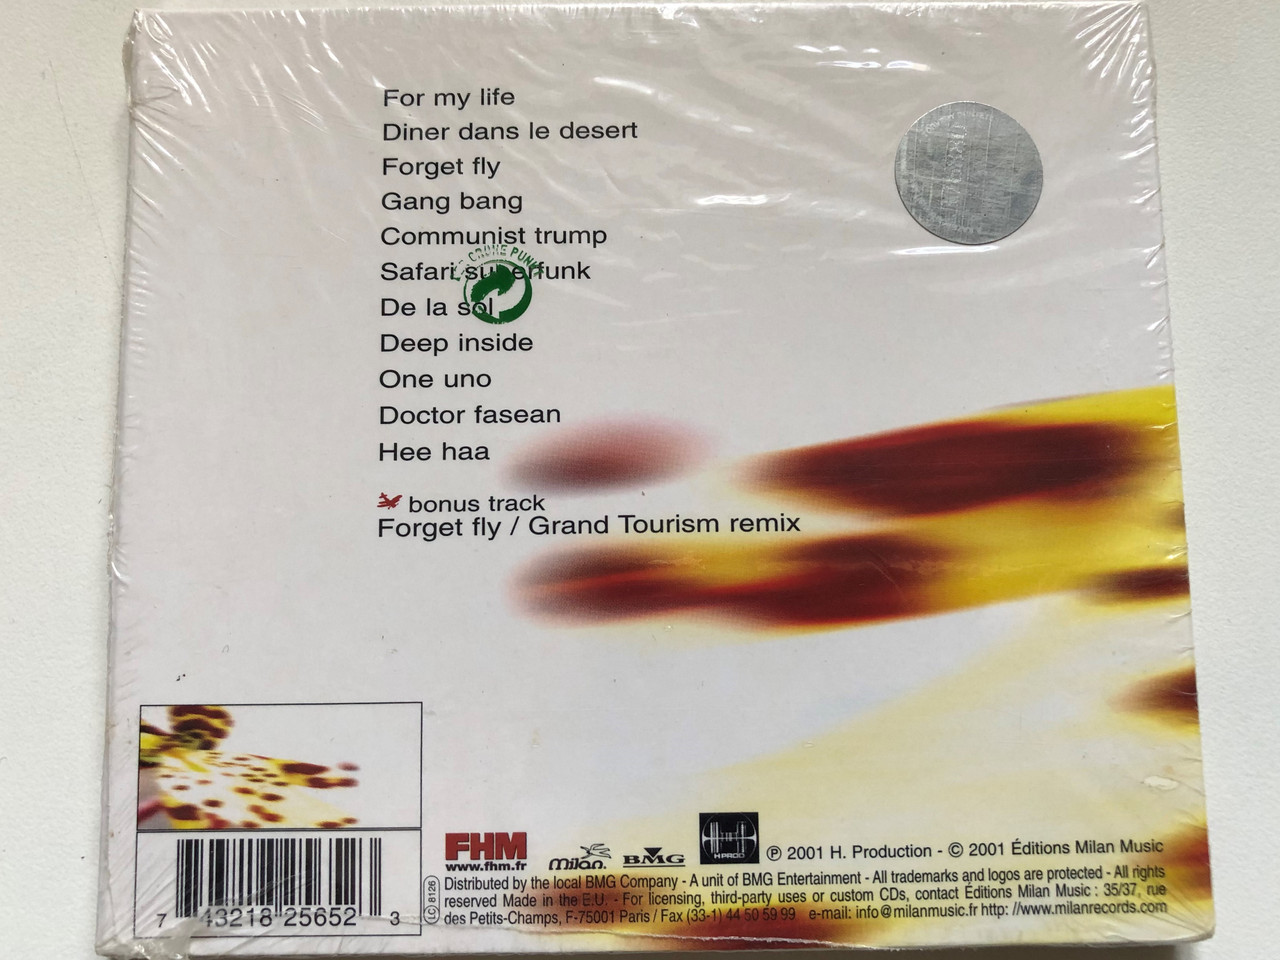 For my life
Diner dans le desert
Forget fly
Gang bang
Communist trump
Safari superfunk
De la sol
Deep inside
One uno
Doctor fasean
Hee haa
bonus track
Forget fly / Grand Tourism remix
FHM
www.fhm.fr
milan
BMG
H PROD
℗ 2001 H. Production - © 2001 Éditions Milan Music
LC 8126
Distributed by the local BMG Company - A unit of BMG Entertainment - All trademarks and logos are protected - All rights
reserved Made in the E.U. - For licensing, third-party uses or custom CDs, contact Éditions Milan Music : 35/37, rue
des Petits-Champs, F-75001 Paris / Fax (33-1) 44 50 59 99 e-mail: info@milanmusic.fr http: //www.milanrecords.com
7 43218 25652 3